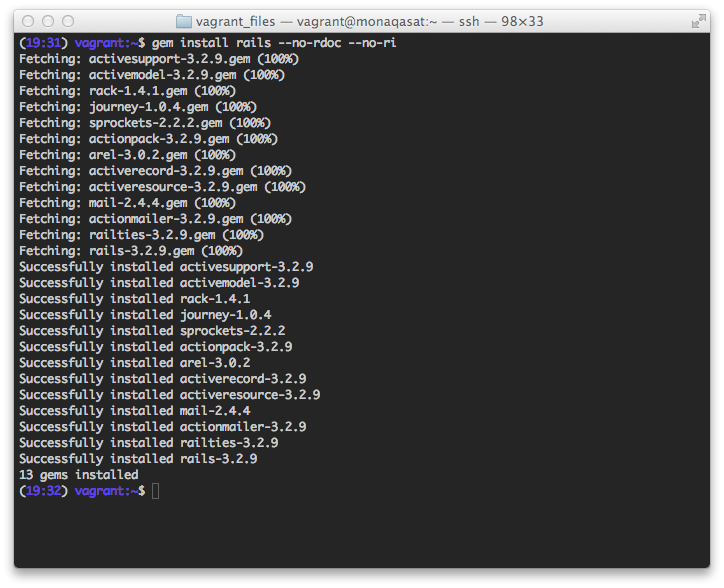 vagrant_files — vagrant@monaqasat:~ — ssh — 98×33
(19:31) vagrant:~$ gem install rails --no-rdoc --no-ri
Fetching: activesupport-3.2.9.gem (100%)
Fetching: activemodel-3.2.9.gem (100%)
Fetching: rack-1.4.1.gem (100%)
Fetching: journey-1.0.4.gem (100%)
Fetching: sprockets-2.2.2.gem (100%)
Fetching: actionpack-3.2.9.gem (100%)
Fetching: arel-3.0.2.gem (100%)
Fetching: activerecord-3.2.9.gem (100%)
Fetching: activeresource-3.2.9.gem (100%)
Fetching: mail-2.4.4.gem (100%)
Fetching: actionmailer-3.2.9.gem (100%)
Fetching: railties-3.2.9.gem (100%)
Fetching: rails-3.2.9.gem (100%)
Successfully installed activesupport-3.2.9
Successfully installed activemodel-3.2.9
Successfully installed rack-1.4.1
Successfully installed journey-1.0.4
Successfully installed sprockets-2.2.2
Successfully installed actionpack-3.2.9
Successfully installed arel-3.0.2
Successfully installed activerecord-3.2.9
Successfully installed activeresource-3.2.9
Successfully installed mail-2.4.4
Successfully installed actionmailer-3.2.9
Successfully installed railties-3.2.9
Successfully installed rails-3.2.9
13 gems installed
(19:32) vagrant:~$